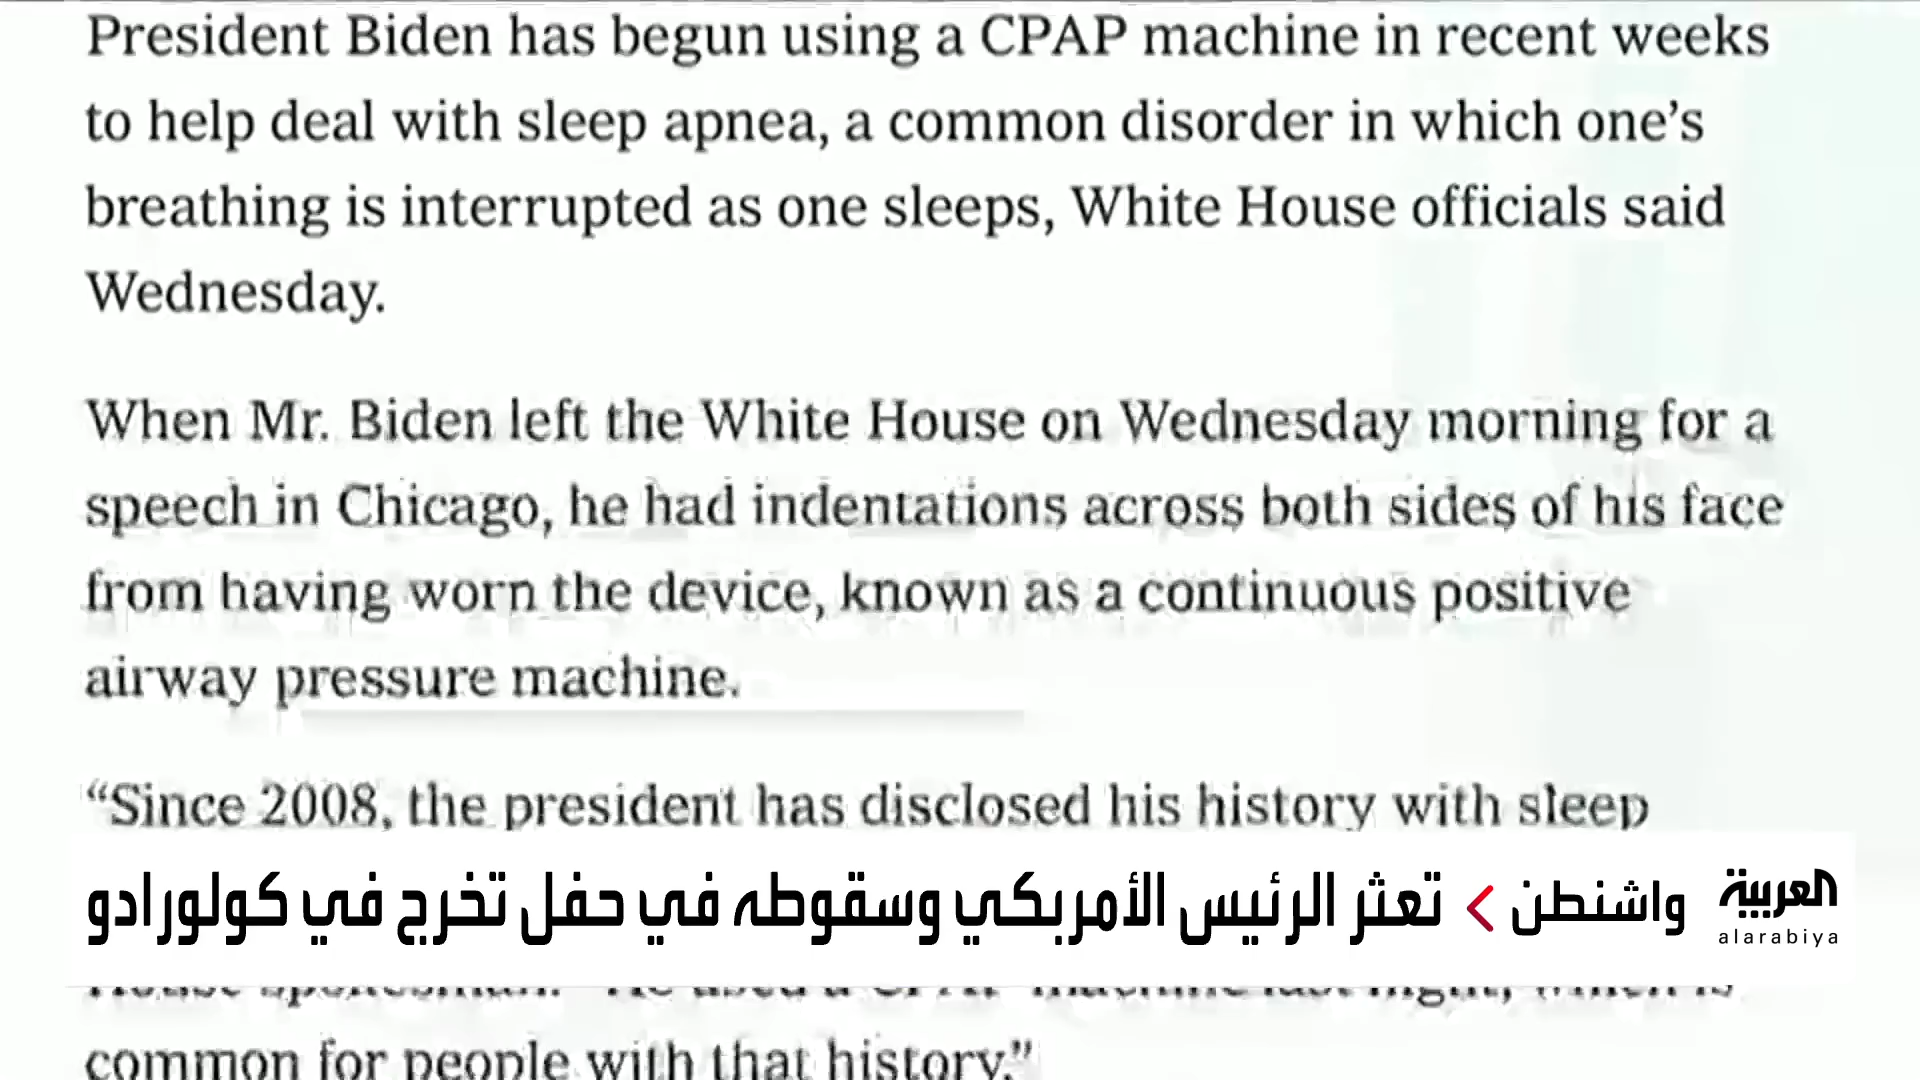 President Biden has begun using a CPAP machine in recent weeks
to help deal with sleep apnea, a common disorder in which one’s
breathing is interrupted as one sleeps, White House officials said
Wednesday.
When Mr. Biden left the White House on Wednesday morning for a
speech in Chicago, he had indentations across both sides of his face
from having worn the device, known as a continuous positive
airway pressure machine.
“Since 2008, the president has disclosed his history with sleep
العربية
alarabiya
واشنطن > تعثر الرئيس الأمريكي وسقوطه في حفل تخرج في كولورادو
common for people with that history.”